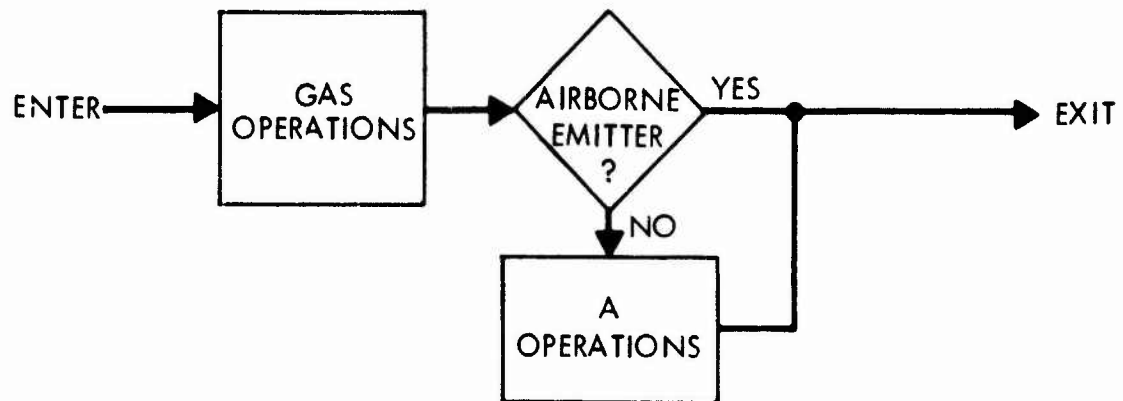 ENTER
GAS
OPERATIONS
AIRBORNE
EMITTER
?
YES
EXIT
NO
A
OPERATIONS